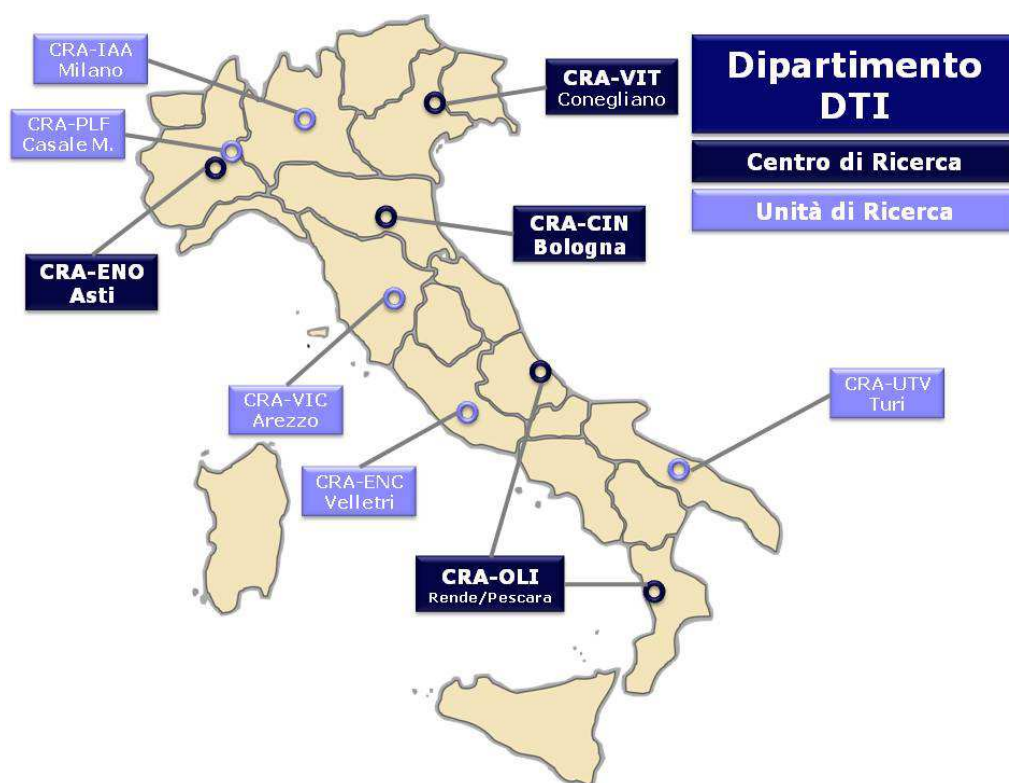 CRA-IAA
Milano
CRA-PLF
Casale M.
CRA-ENO
Asti
CRA-VIT
Conegliano
CRA-CIN
Bologna
CRA-VIC
Arezzo
CRA-ENC
Velletri
CRA-UTV
Turi
CRA-OLI
Rende/Pescara
Dipartimento
DTI
Centro di Ricerca
Unità di Ricerca